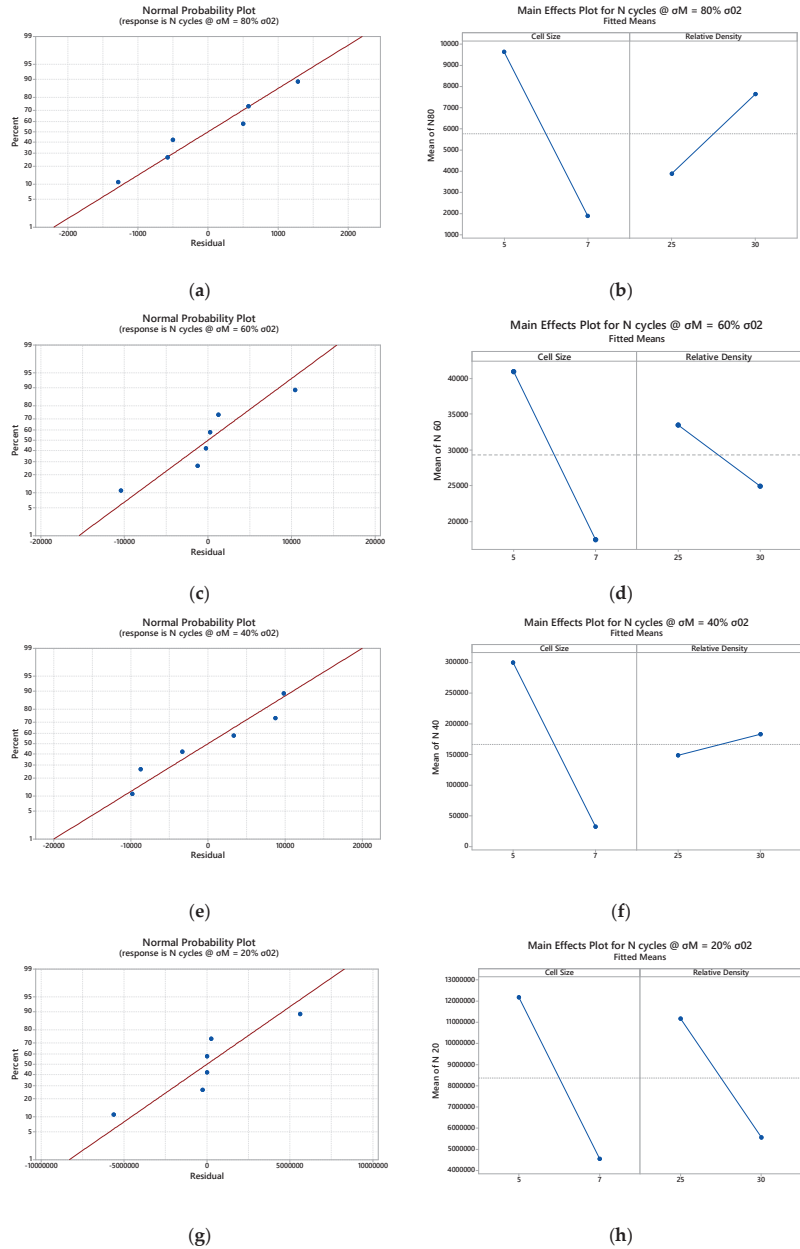 Normal Probability Plot
(response is N cycles @ σM = 80% σ02)
99
95
90
80
70
60
50
40
30
20
10
5
1
-2000
-1000
0
1000
2000
Percent
Residual
(a)
Main Effects Plot for N cycles @ σM = 80% σ02
Fitted Means
Cell Size
Relative Density
10000
9000
8000
7000
6000
5000
4000
3000
2000
1000
5
7
25
30
Mean of N80
(b)
Normal Probability Plot
(response is N cycles @ σM = 60% σ02)
99
95
90
80
70
60
50
40
30
20
10
5
1
-20000
-10000
0
10000
20000
Percent
Residual
(c)
Main Effects Plot for N cycles @ σM = 60% σ02
Fitted Means
Cell Size
Relative Density
40000
35000
30000
25000
20000
5
7
25
30
Mean of N 60
(d)
Normal Probability Plot
(response is N cycles @ σM = 40% σ02)
99
95
90
80
70
60
50
40
30
20
10
5
1
-20000
-10000
0
10000
20000
Percent
Residual
(e)
Main Effects Plot for N cycles @ σM = 40% σ02
Fitted Means
Cell Size
Relative Density
300000
250000
200000
150000
100000
50000
0
5
7
25
30
Mean of N 40
(f)
Normal Probability Plot
(response is N cycles @ σM = 20% σ02)
99
95
90
80
70
60
50
40
30
20
10
5
1
-10000000
-5000000
0
5000000
10000000
Percent
Residual
(g)
Main Effects Plot for N cycles @ σM = 20% σ02
Fitted Means
Cell Size
Relative Density
13000000
12000000
11000000
10000000
9000000
8000000
7000000
6000000
5000000
4000000
5
7
25
30
Mean of N 20
(h)